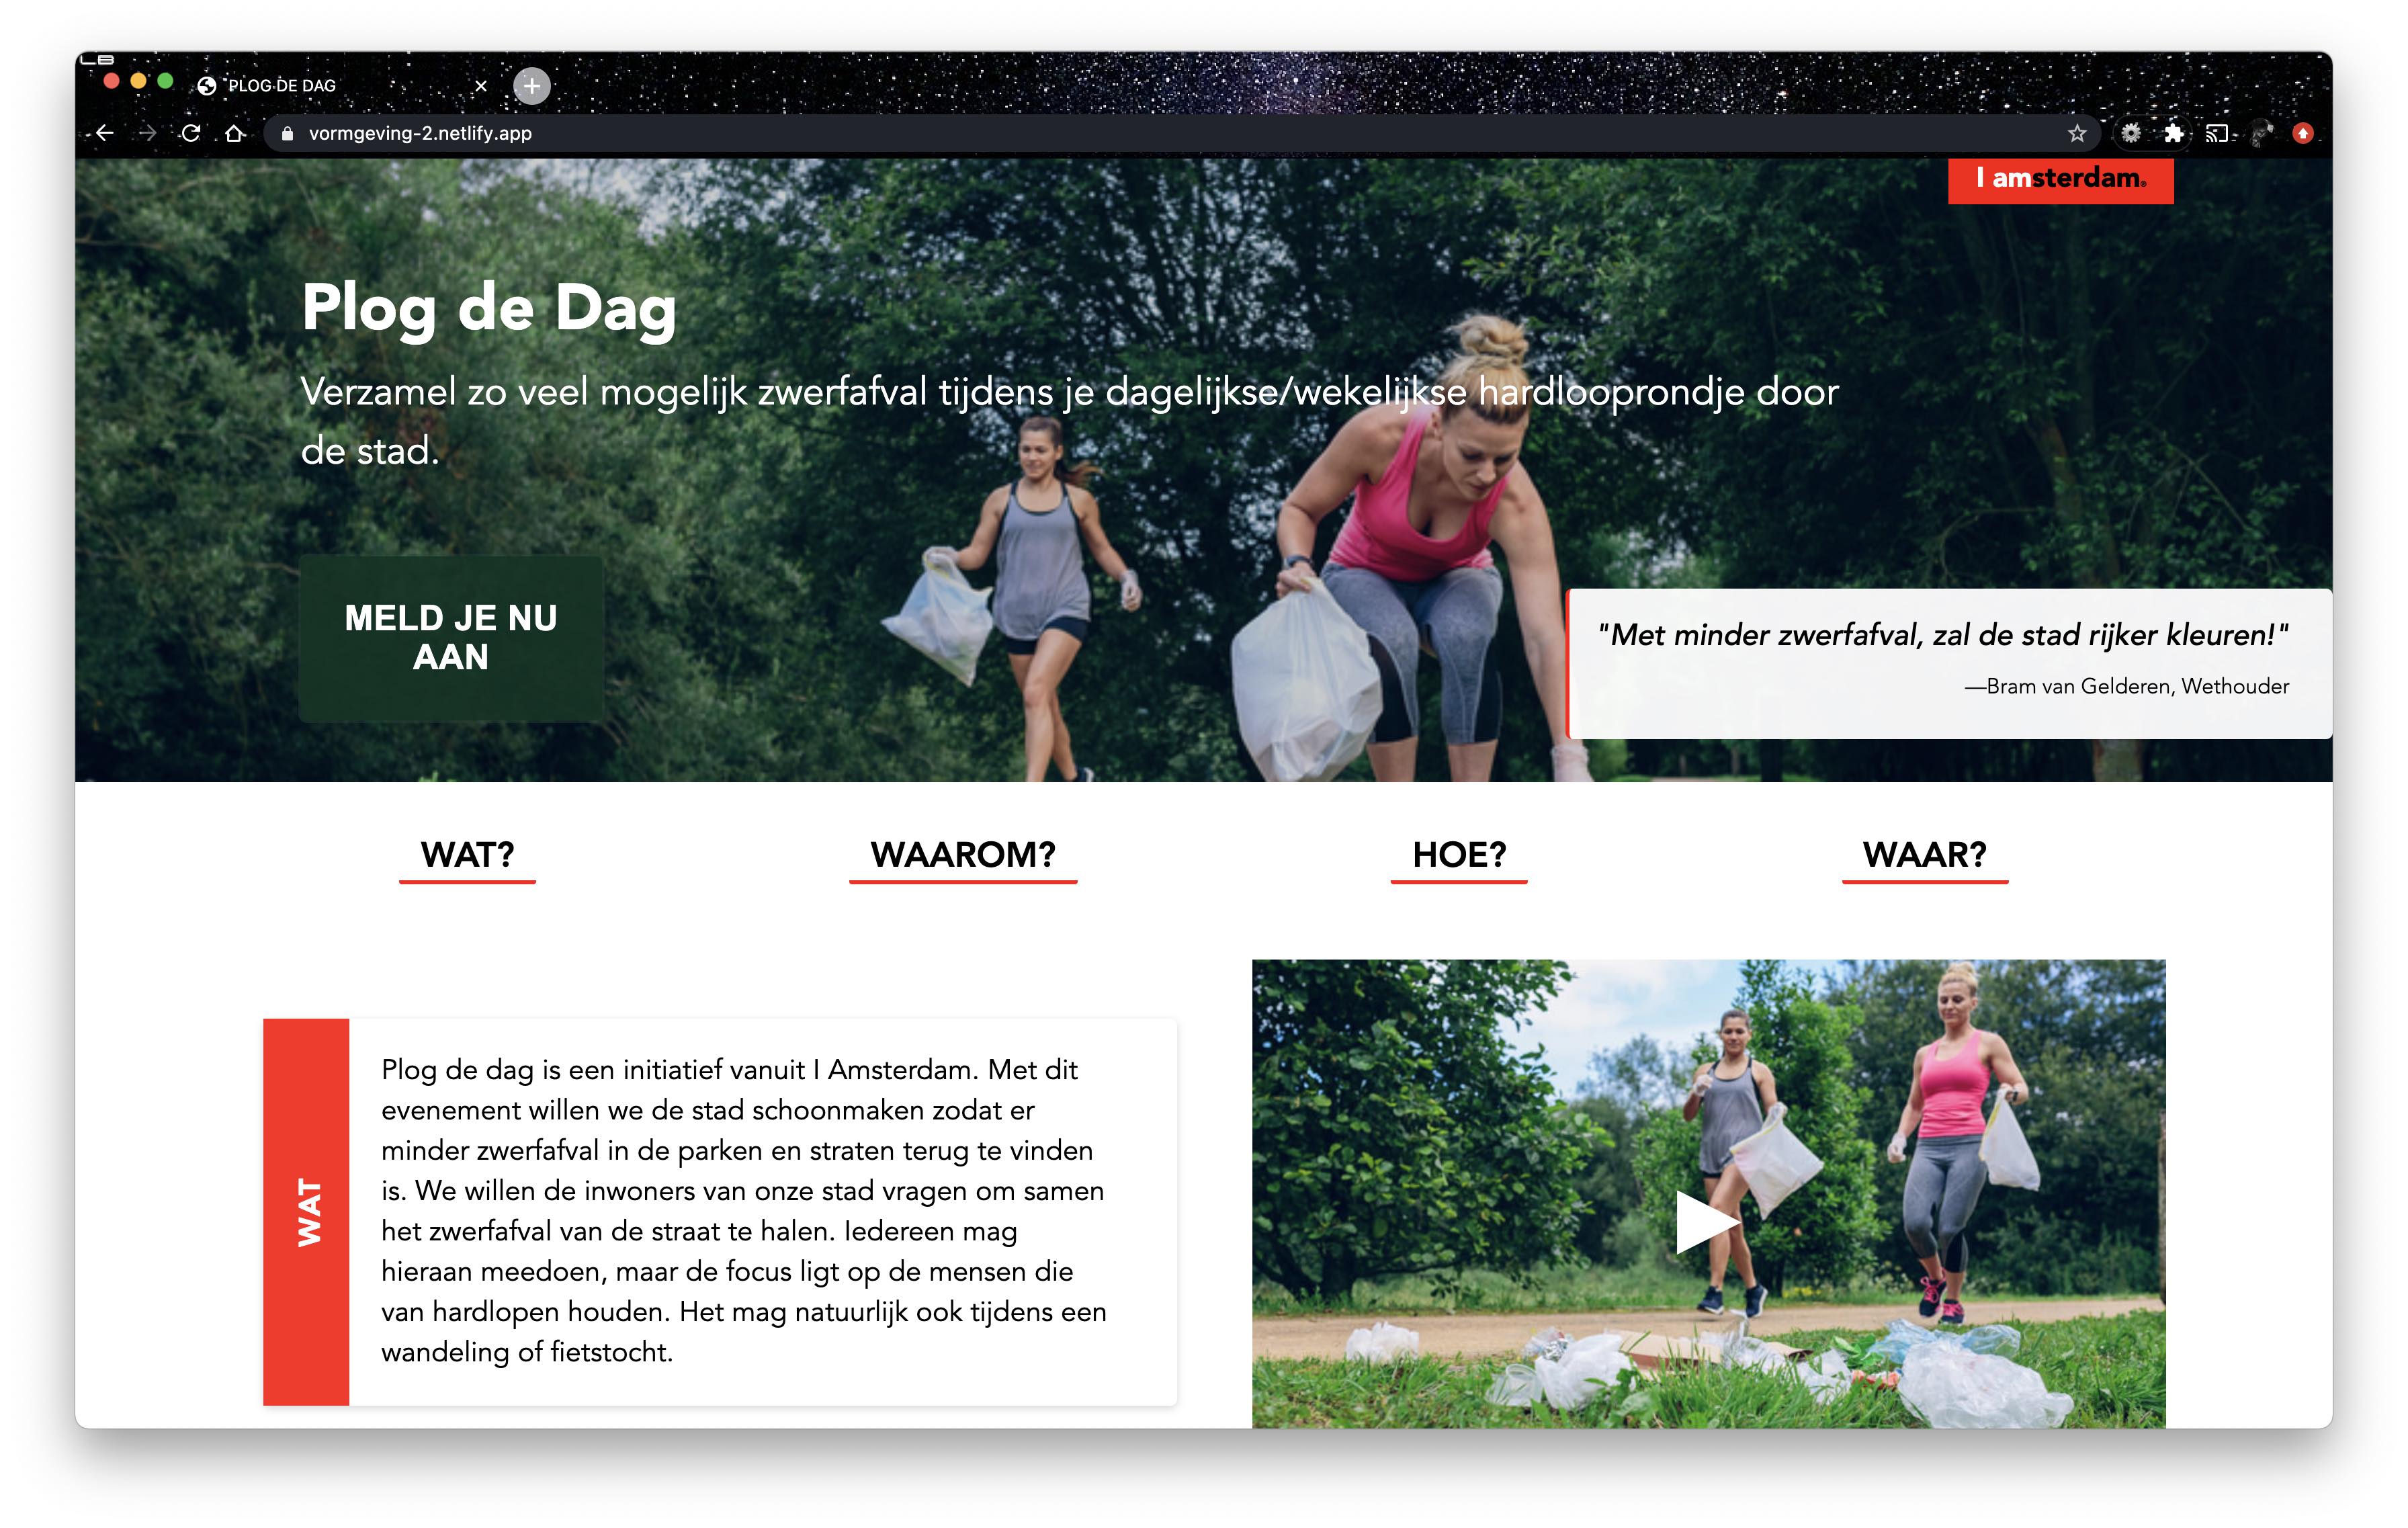 PLOG DE DAG
vormgeving-2.netlify.app
I amsterdam.
Plog de Dag
Verzamel zo veel mogelijk zwerfafval tijdens je dagelijkse/wekelijkse hardlooprondje door
de stad.
MELD JE NU
AAN
"Met minder zwerfafval, zal de stad rijker kleuren!"
—Bram van Gelderen, Wethouder
WAT? WAAROM? HOE? WAAR?
WAT
Plog de dag is een initiatief vanuit I Amsterdam. Met dit
evenement willen we de stad schoonmaken zodat er
minder zwerfafval in de parken en straten terug te vinden
is. We willen de inwoners van onze stad vragen om samen
het zwerfafval van de straat te halen. Iedereen mag
hieraan meedoen, maar de focus ligt op de mensen die
van hardlopen houden. Het mag natuurlijk ook tijdens een
wandeling of fietstocht.